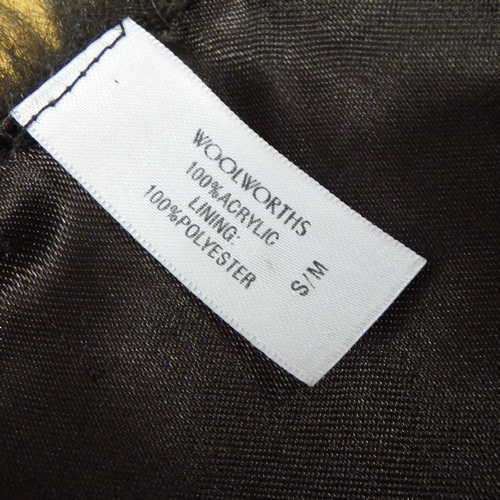 WOOLWORTHS
100%ACRYLIC
LINING:
100%POLYESTER
S/M